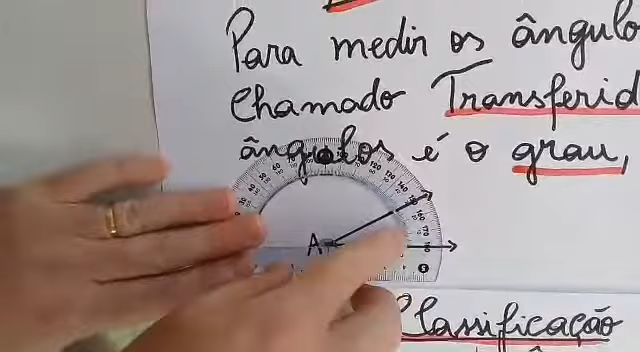 Para medir os ângulo
chamado Transferid
ângulos é o grau,
A
Classificação